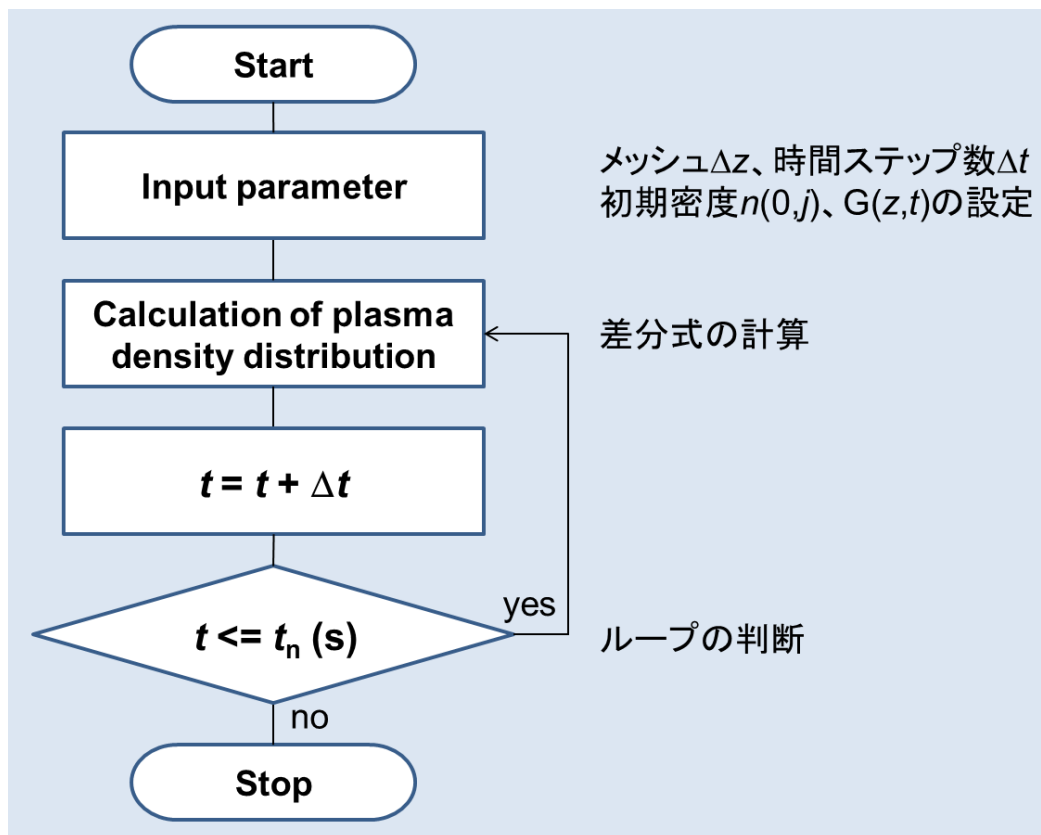 Start
Input parameter
メッシュΔz、時間ステップ数Δt
初期密度n(0,j)、G(z,t)の設定
Calculation of plasma
density distribution
差分式の計算
t = t + Δt
t <= tn (s)
yes
ループの判断
no
Stop